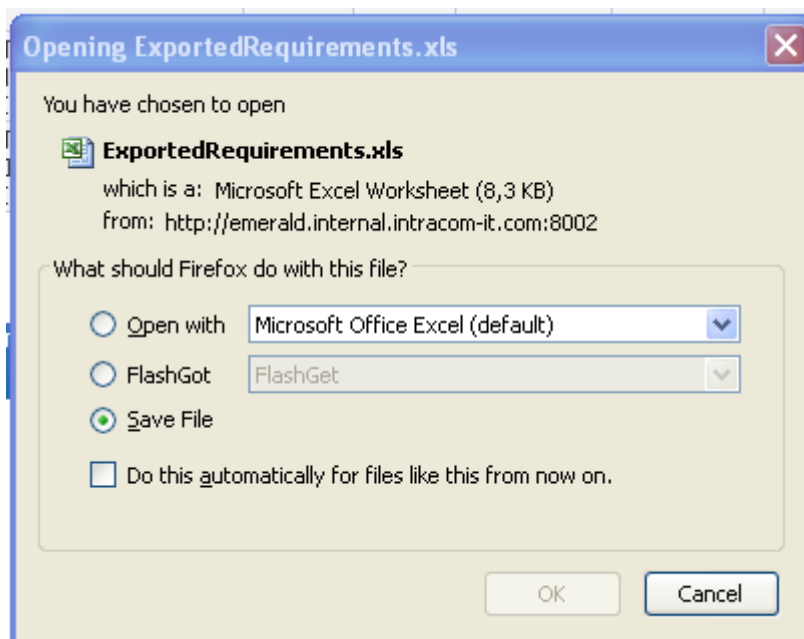 Opening ExportedRequirements.xls
You have chosen to open
ExportedRequirements.xls
which is a: Microsoft Excel Worksheet (8,3 KB)
from: http://emerald.internal.intracom-it.com:8002
What should Firefox do with this file?
Open with Microsoft Office Excel (default)
FlashGot FlashGet
Save File
Do this automatically for files like this from now on.
OK Cancel